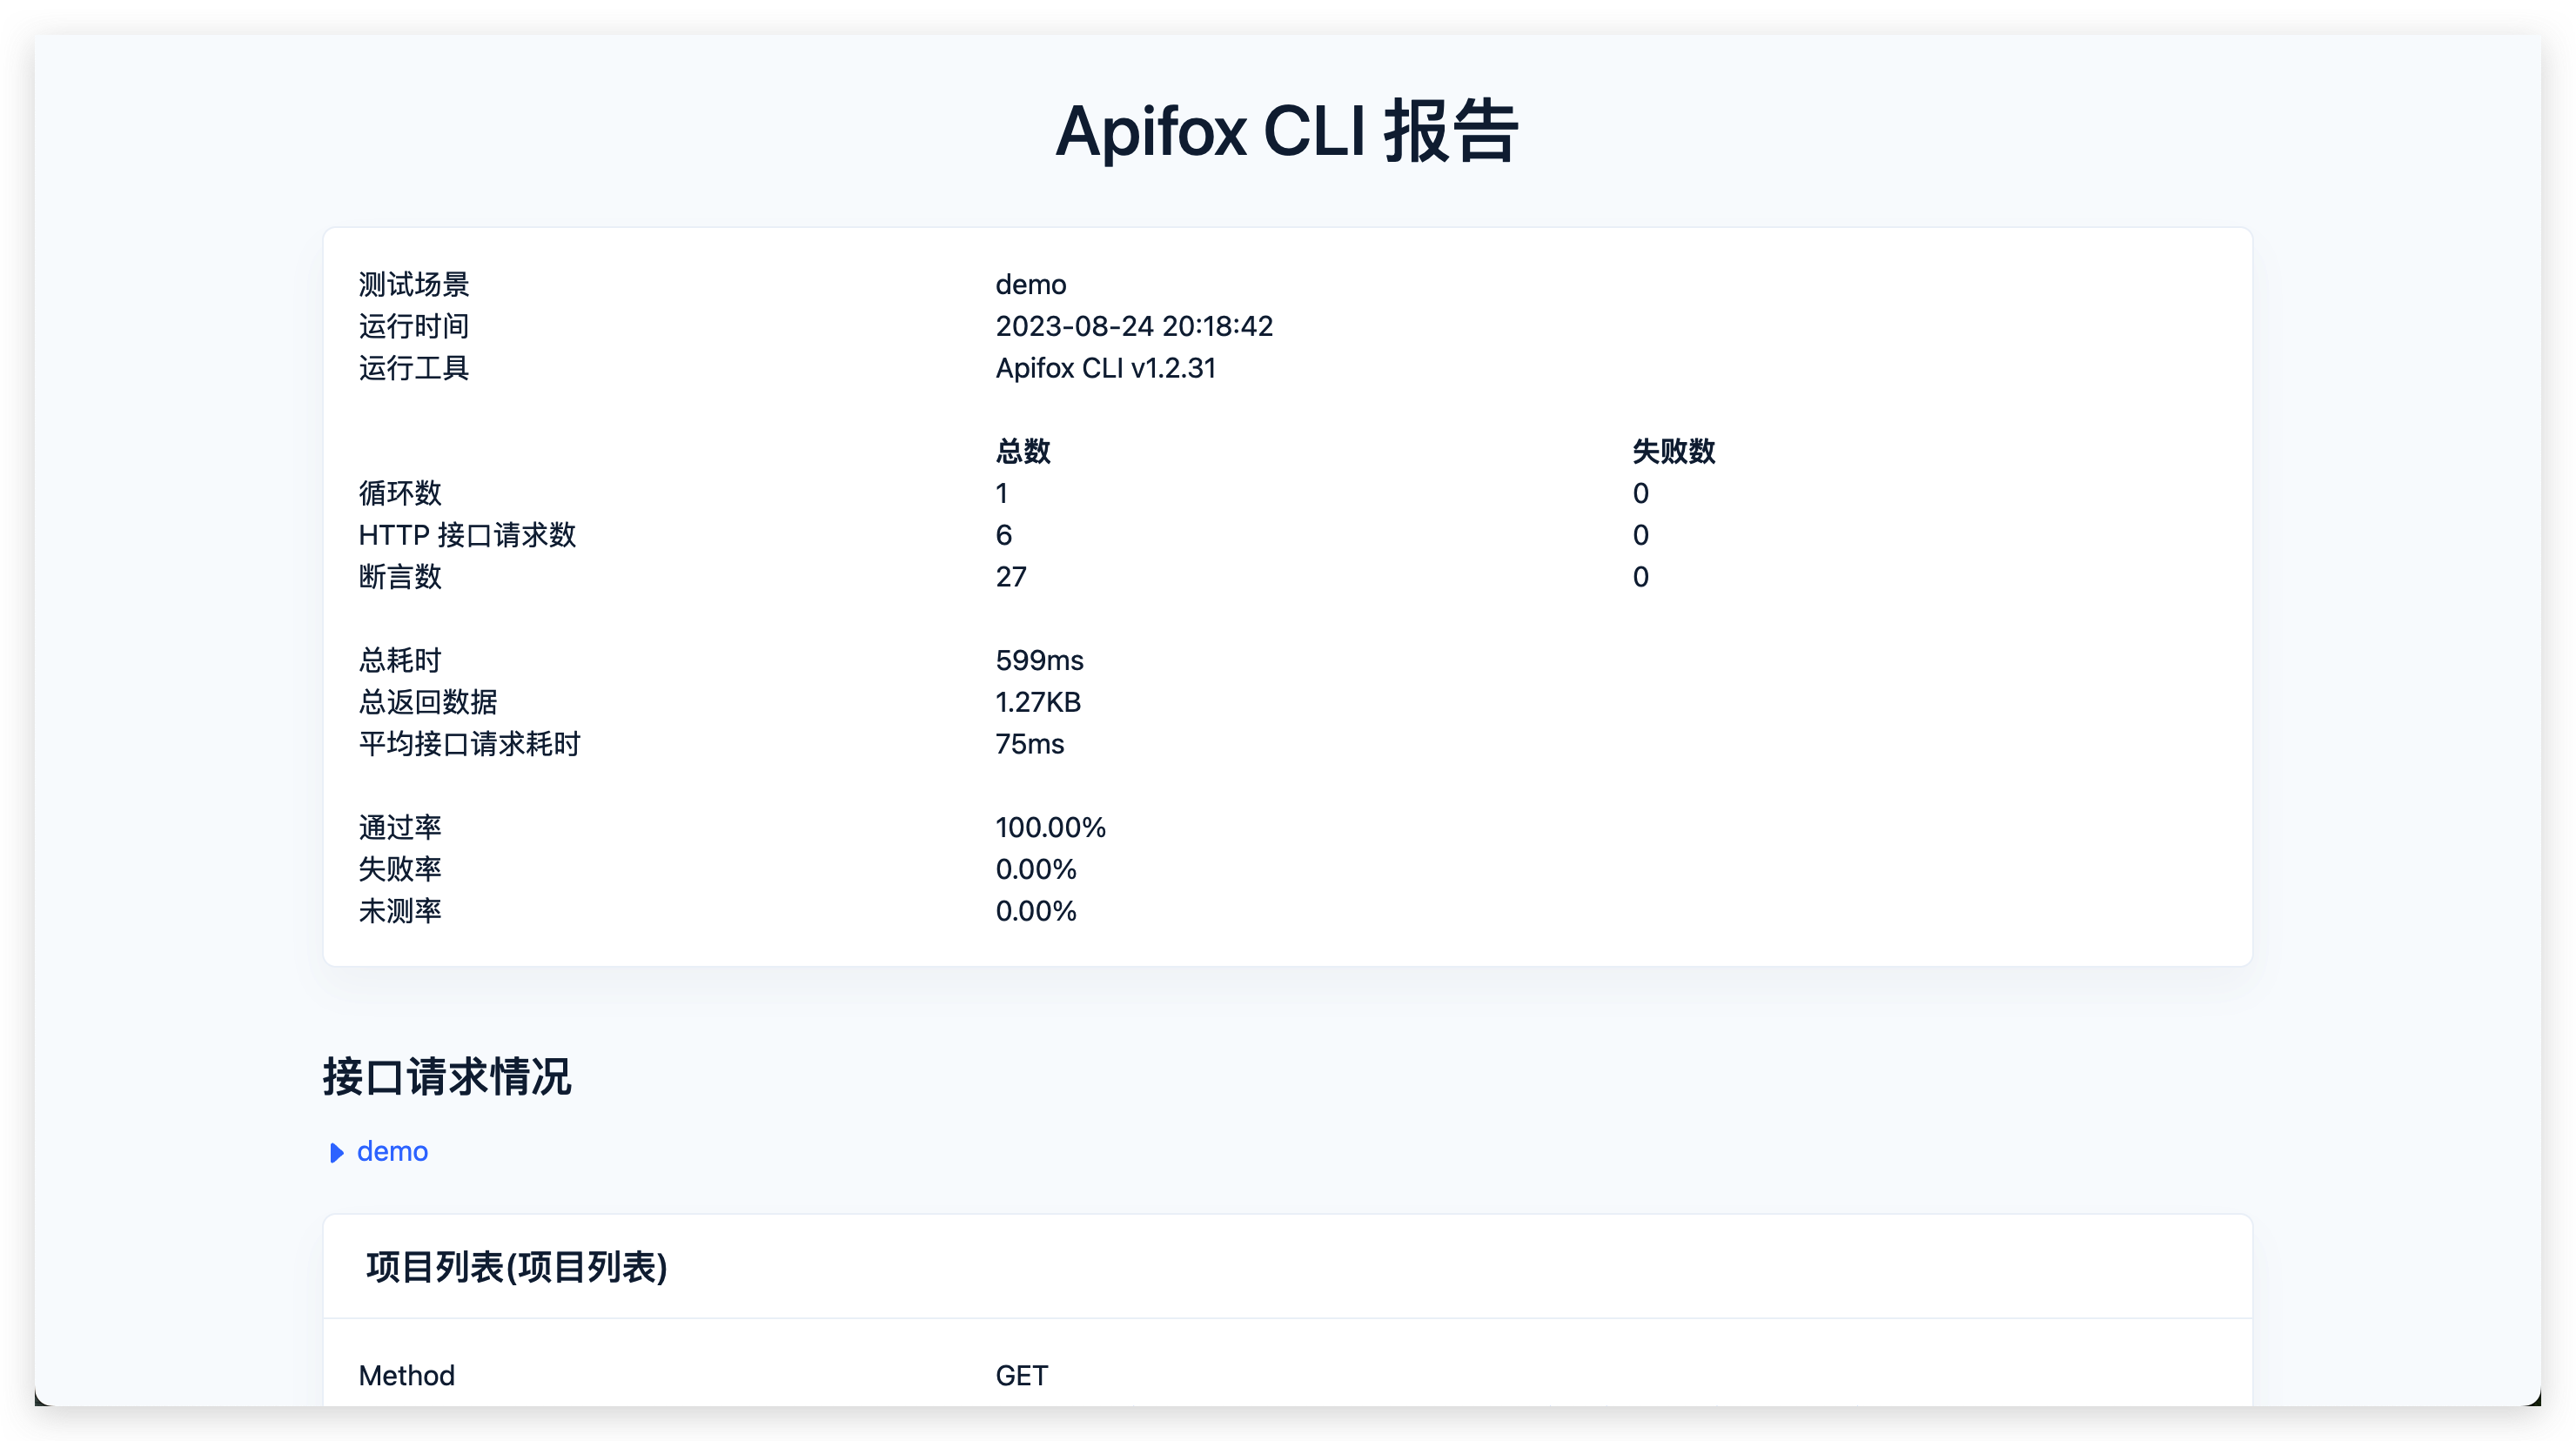 Apifox CLI 报告
测试场景 demo
运行时间 2023-08-24 20:18:42
运行工具 Apifox CLI v1.2.31
总数 失败数
循环数 1 0
HTTP 接口请求数 6 0
断言数 27 0
总耗时 599ms
总返回数据 1.27KB
平均接口请求耗时 75ms
通过率 100.00%
失败率 0.00%
未测率 0.00%
接口请求情况
demo
项目列表(项目列表)
Method GET